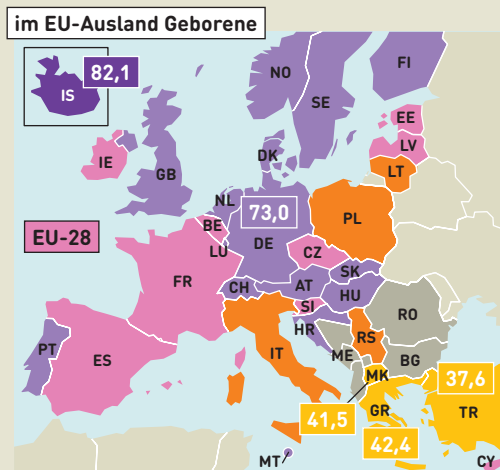 im EU-Ausland Geborene
82,1
IS
NO
SE
FI
EE
LV
LT
DK
IE
GB
NL
73,0
PL
BE
DE
EU-28
LU
CZ
FR
SK
CH
AT
HU
SI
RO
HR
RS
PT
ES
IT
ME
BG
MK
37,6
41,5
GR
TR
42,4
MT
CY